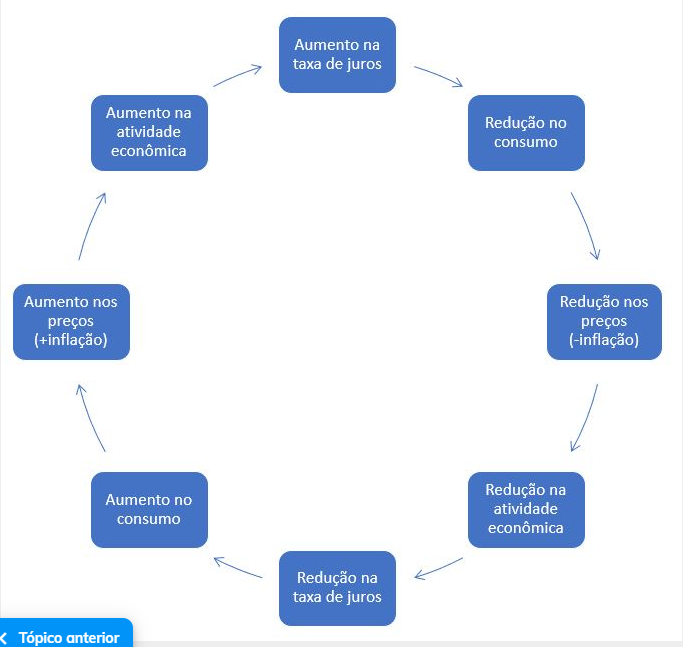 Aumento na
taxa de juros
Redução no
consumo
Redução nos
preços
(-inflação)
Redução na
atividade
econômica
Redução na
taxa de juros
Aumento no
consumo
Aumento nos
preços
(+inflação)
Aumento na
atividade
econômica
Tópico anterior